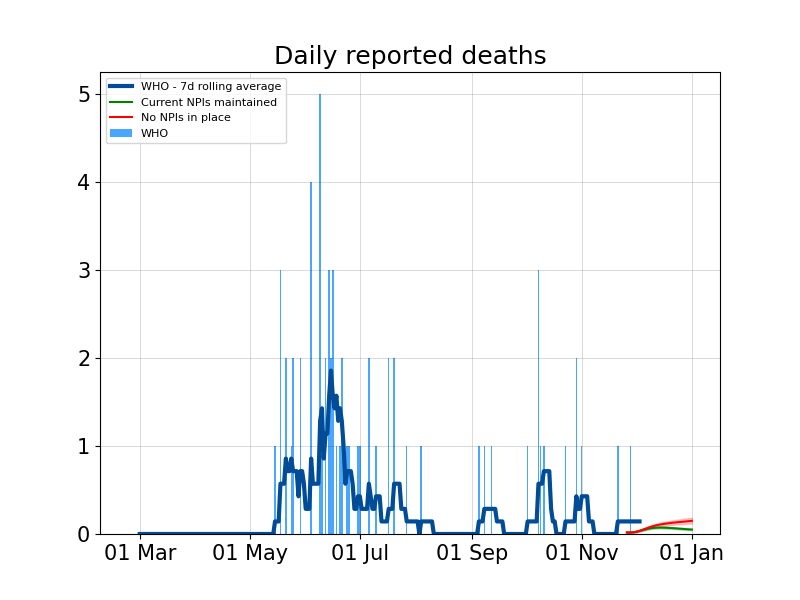 Daily reported deaths
WHO - 7d rolling average
Current NPIs maintained
No NPIs in place
WHO
5
4
3
2
1
0
01 Mar
01 May
01 Jul
01 Sep
01 Nov
01 Jan